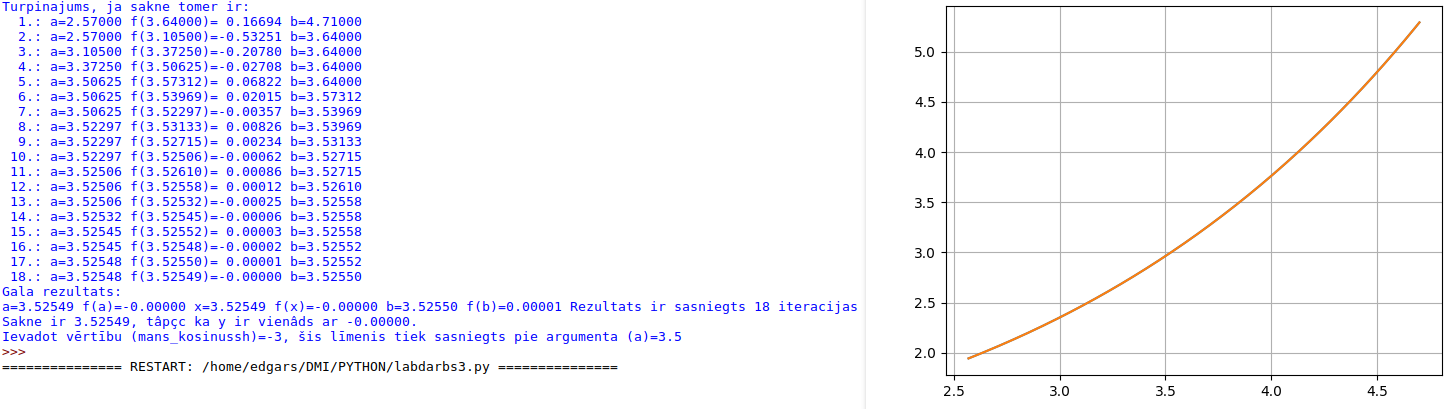 Turpinajums, ja sakne tomer ir:
1.: a=2.57000 f(3.64000)= 0.16694 b=4.71000
2.: a=2.57000 f(3.10500)=-0.53251 b=3.64000
3.: a=3.10500 f(3.37250)=-0.20780 b=3.64000
4.: a=3.37250 f(3.50625)=-0.02708 b=3.64000
5.: a=3.50625 f(3.57312)= 0.06822 b=3.64000
6.: a=3.50625 f(3.53969)= 0.02015 b=3.57312
7.: a=3.50625 f(3.52297)=-0.00357 b=3.53969
8.: a=3.52297 f(3.53133)= 0.00826 b=3.53969
9.: a=3.52297 f(3.52715)= 0.00234 b=3.53133
10.: a=3.52297 f(3.52506)=-0.00062 b=3.52715
11.: a=3.52506 f(3.52610)= 0.00086 b=3.52715
12.: a=3.52506 f(3.52558)= 0.00012 b=3.52610
13.: a=3.52506 f(3.52532)=-0.00025 b=3.52558
14.: a=3.52532 f(3.52545)=-0.00006 b=3.52558
15.: a=3.52545 f(3.52552)= 0.00003 b=3.52558
16.: a=3.52545 f(3.52548)=-0.00002 b=3.52552
17.: a=3.52548 f(3.52550)= 0.00001 b=3.52552
18.: a=3.52548 f(3.52549)=-0.00000 b=3.52550
Gala rezultats:
a=3.52549 f(a)=-0.00000 x=3.52549 f(x)=-0.00000 b=3.52550 f(b)=0.00001 Rezultats ir sasniegts 18 iteracijas
Sakne ir 3.52549, tâpçc ka y ir vienâds ar -0.00000.
Ievadot vērtību (mans_kosinussh)=-3, šis līmenis tiek sasniegts pie argumenta (a)=3.5
>>>
=============== RESTART: /home/edgars/DMI/PYTHON/labdarbs3.py ===============
5.0
4.5
4.0
3.5
3.0
2.5
2.0
2.5 3.0 3.5 4.0 4.5